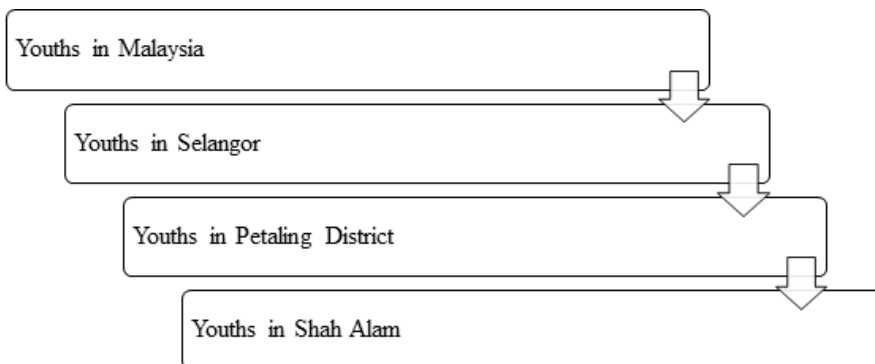 Youths in Malaysia
Youths in Selangor
Youths in Petaling District
Youths in Shah Alam